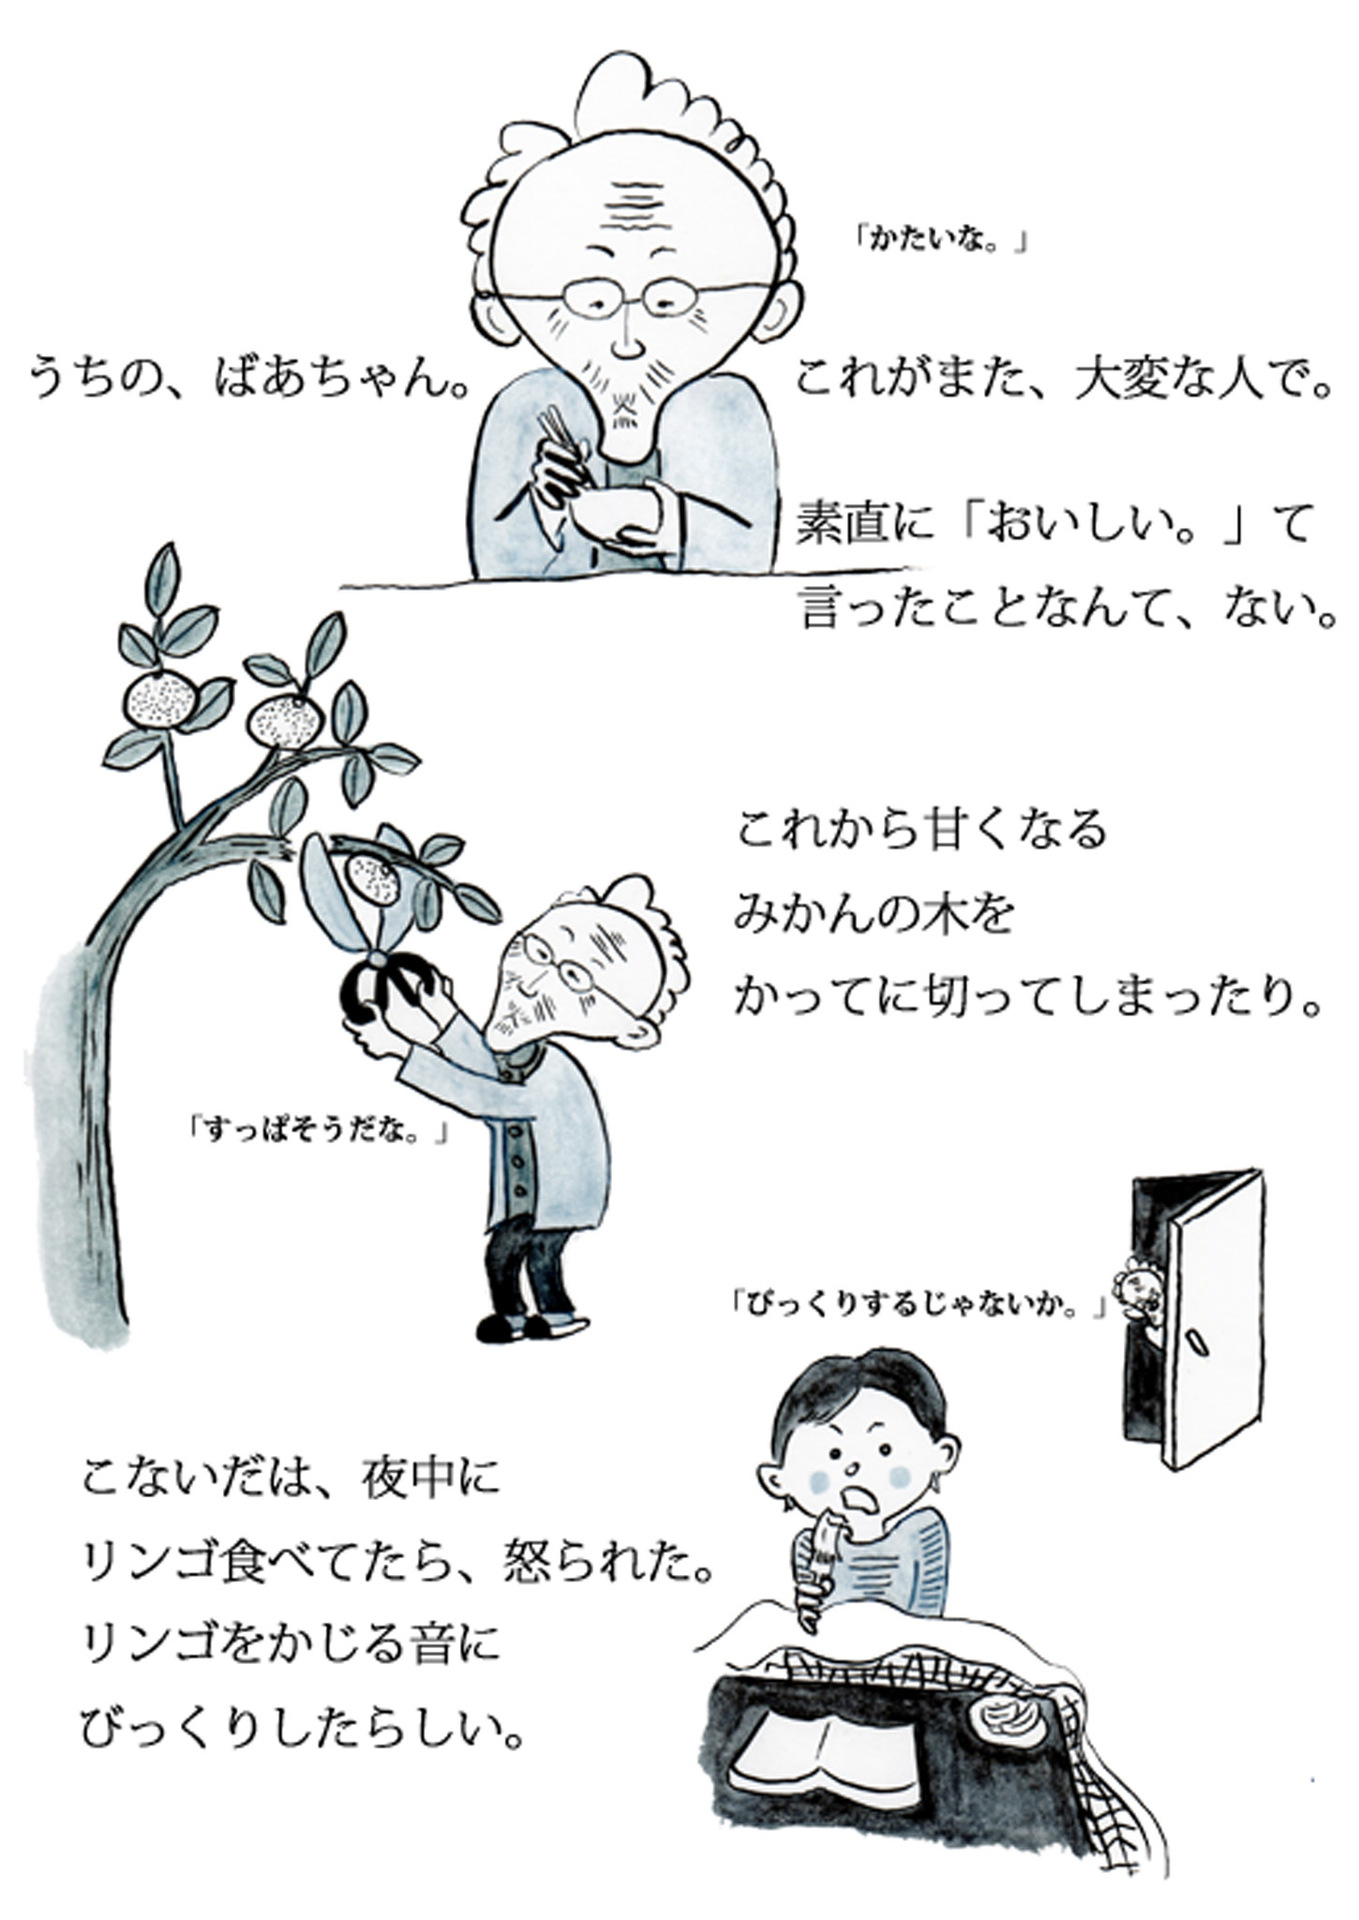 「かたいな。」
うちの、ばあちゃん。
これがまた、大変な人で。
素直に「おいしい。」て
言ったことなんて、ない。
これから甘くなる
みかんの木を
かってに切ってしまったり。
「すっぱそうだな。」
「びっくりするじゃないか。」
こないだは、夜中に
リンゴ食べてたら、怒られた。
リンゴをかじる音に
びっくりしたらしい。